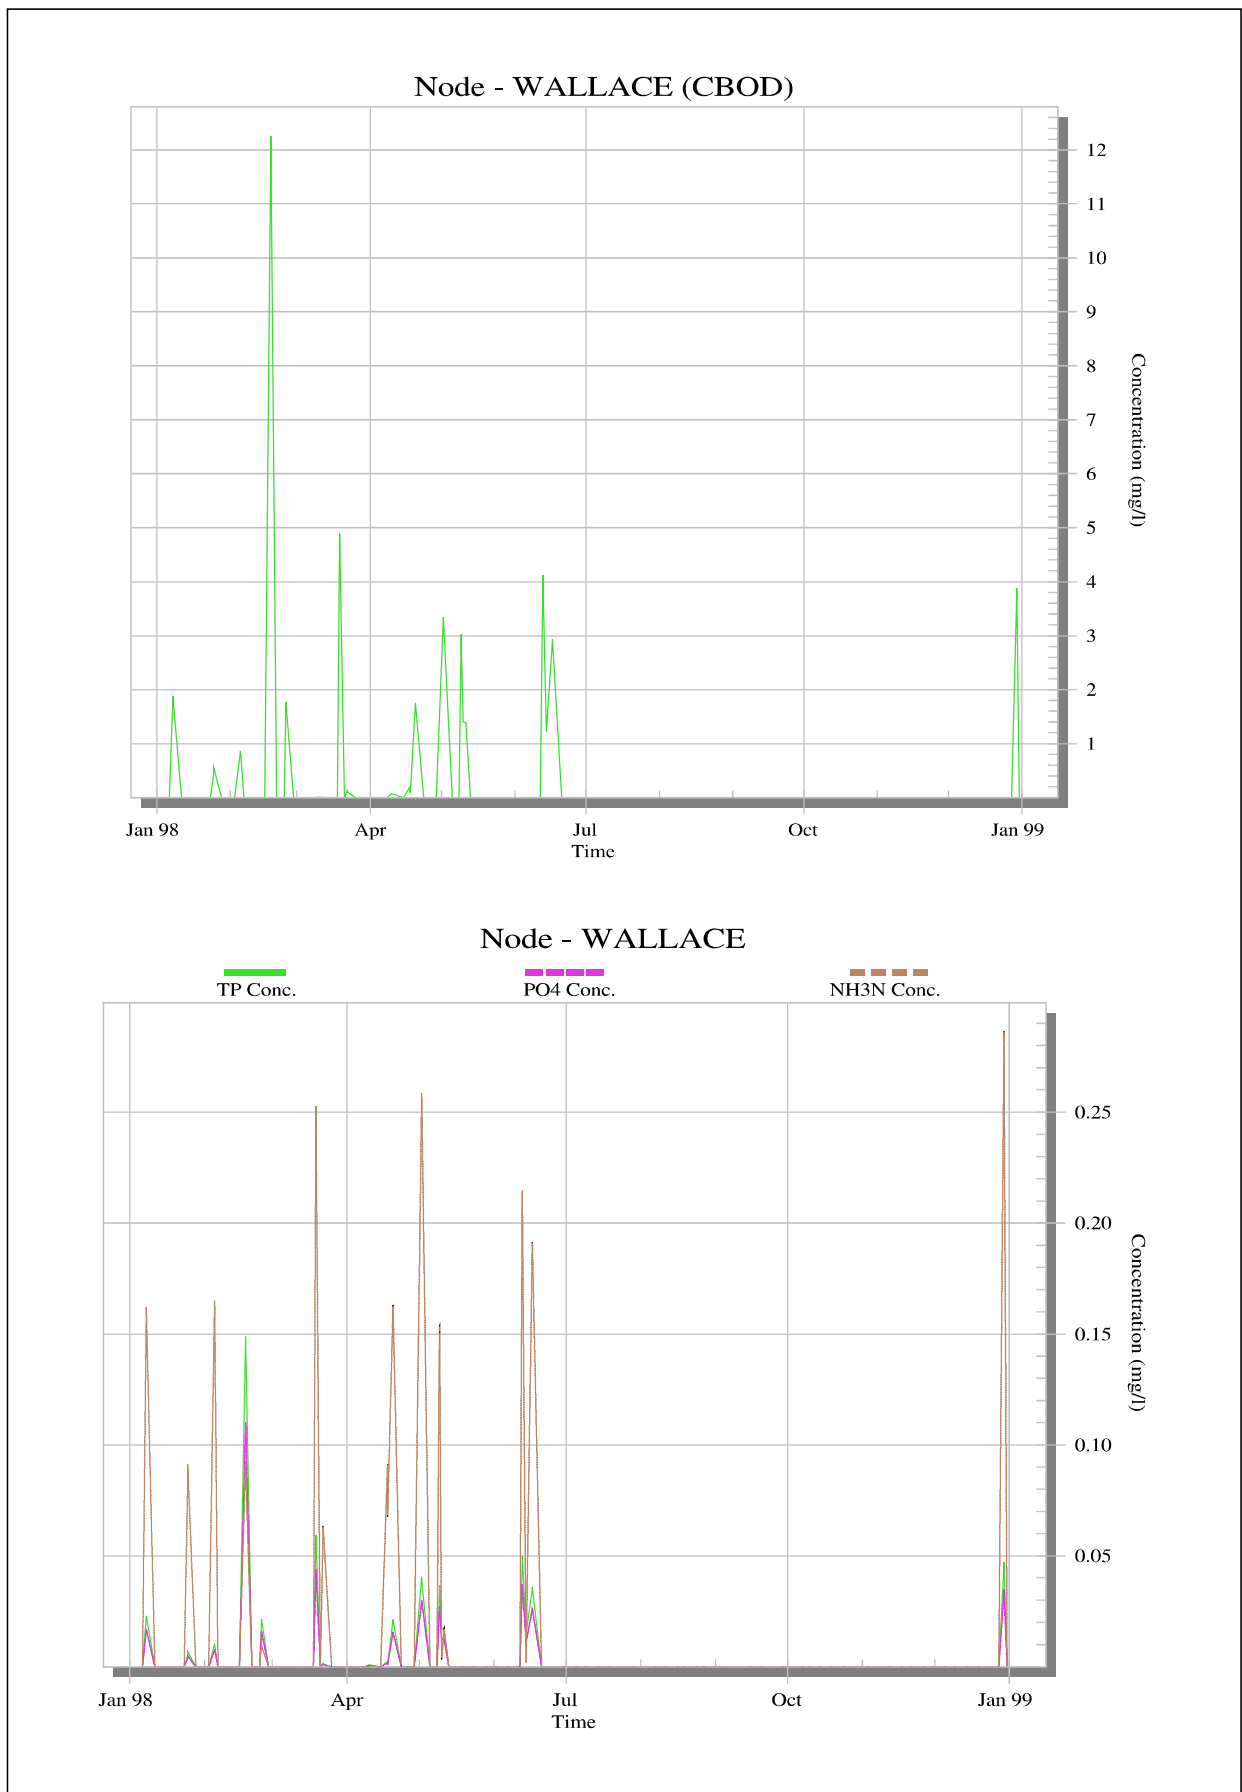 Node - WALLACE (CBOD)
12
11
10
9
8
7
6
5
4
3
2
1
Concentration (mg/l)
Jan 98 Apr Jul Oct Jan 99
Time
Node - WALLACE
TP Conc. PO4 Conc. NH3N Conc.
0.25
0.20
0.15
0.10
0.05
Concentration (mg/l)
Jan 98 Apr Jul Oct Jan 99
Time